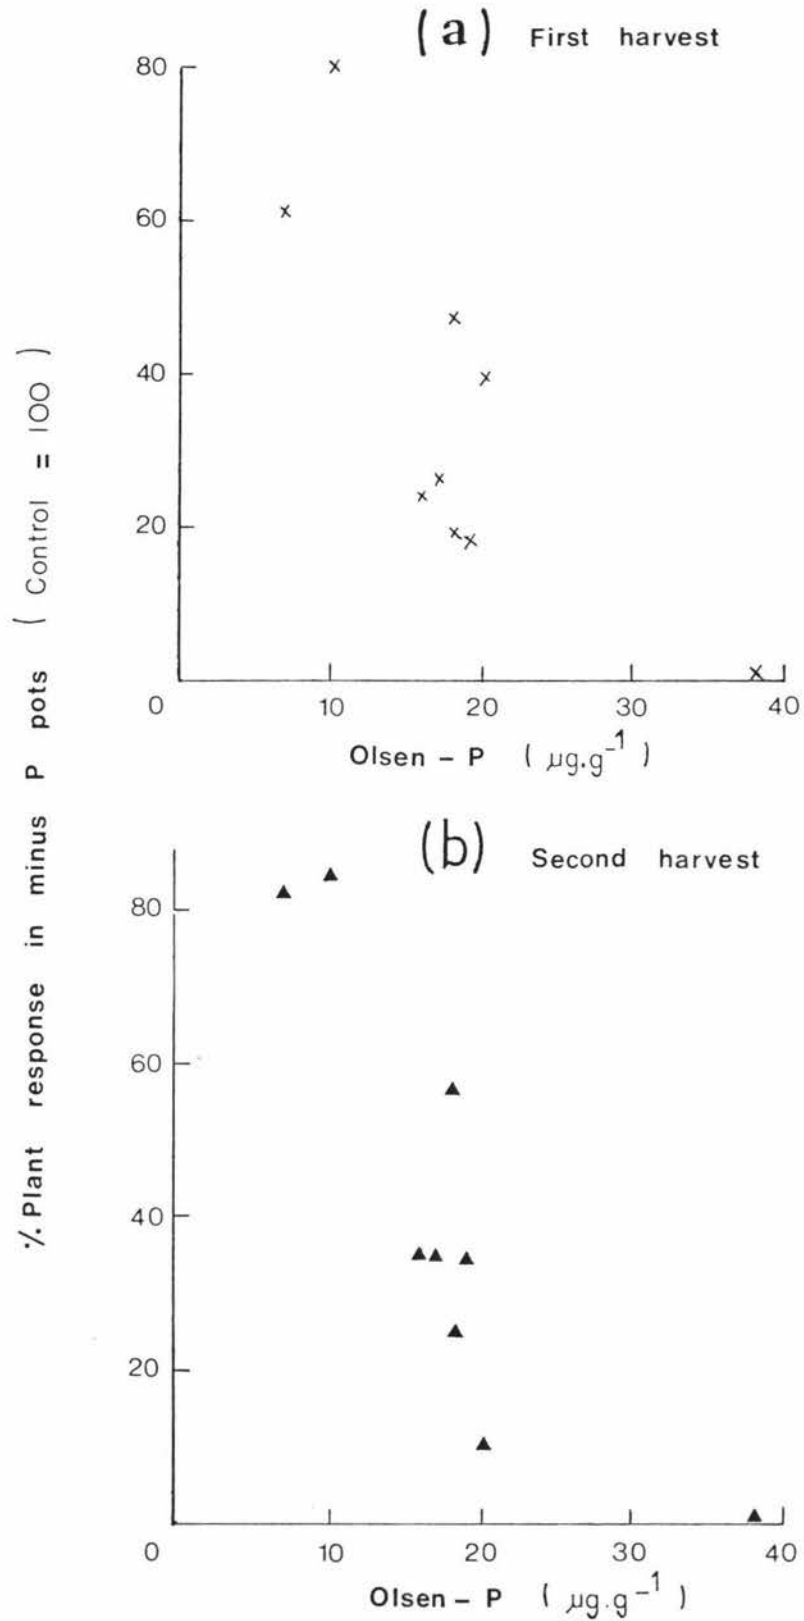 (a) First harvest
80
60
40
20
0 10 20 30 40
Olsen – P ( µg.g⁻¹ )
% Plant response in minus P pots ( Control = 100 )
(b) Second harvest
80
60
40
20
0 10 20 30 40
Olsen – P ( µg.g⁻¹ )